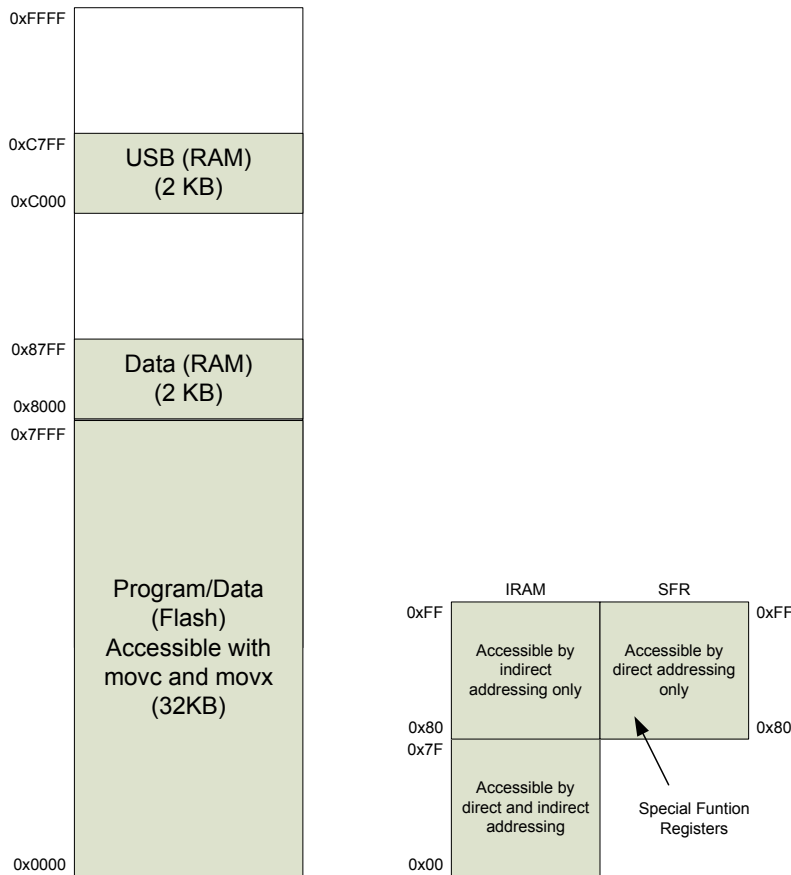 0xFFFF
0xC7FF
USB (RAM)
(2 KB)
0xC000
0x87FF
Data (RAM)
(2 KB)
0x8000
0x7FFF
Program/Data
(Flash)
Accessible with
movc and movx
(32KB)
0x0000
IRAM
SFR
0xFF
0xFF
Accessible by
indirect
addressing only
Accessible by
direct addressing
only
0x80
0x80
0x7F
Accessible by
direct and indirect
addressing
Special Funtion
Registers
0x00